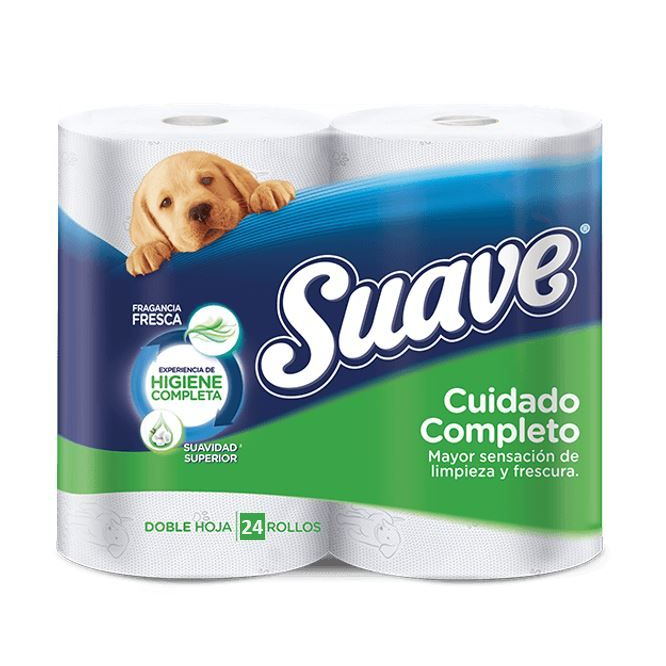 Suave®
FRAGANCIA
FRESCA
EXPERIENCIA DE
HIGIENE
COMPLETA
SUAVIDAD
SUPERIOR
Cuidado
Completo
Mayor sensación de
limpieza y frescura.
DOBLE HOJA 24 ROLLOS